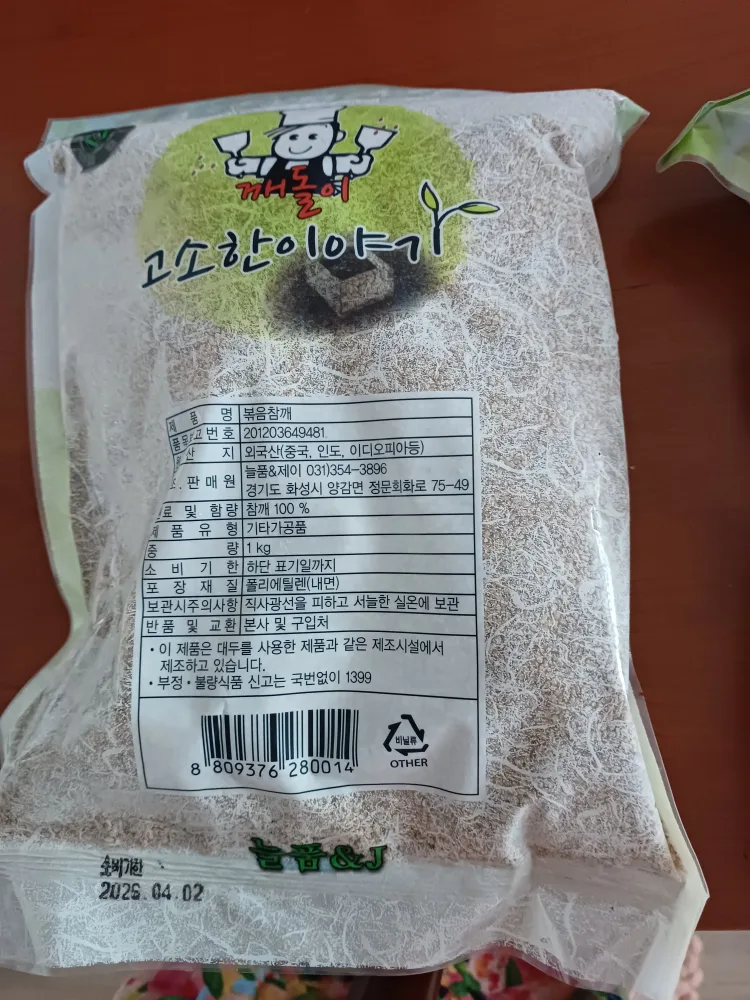 깨돌이
고소한이야기
제 품 명 볶음참깨
품목보고번호 201203649481
원 산 지 외국산(중국, 인도, 이디오피아등)
조.판매원 늘품&제이 031)354-3896
경기도 화성시 양감면 정문회화로 75-49
료 및 함량 참깨 100 %
제품유형 기타가공품
중 량 1 kg
소비기한 하단 표기일까지
포장재질 폴리에틸렌(내면)
보관시주의사항 직사광선을 피하고 서늘한 실온에 보관
반품 및 교환 본사 및 구입처
• 이 제품은 대두를 사용한 제품과 같은 제조시설에서
제조하고 있습니다.
• 부정 • 불량식품 신고는 국번없이 1399
비닐류
OTHER
8 809376 280014
늘품&J
소비기한
2026.04.02